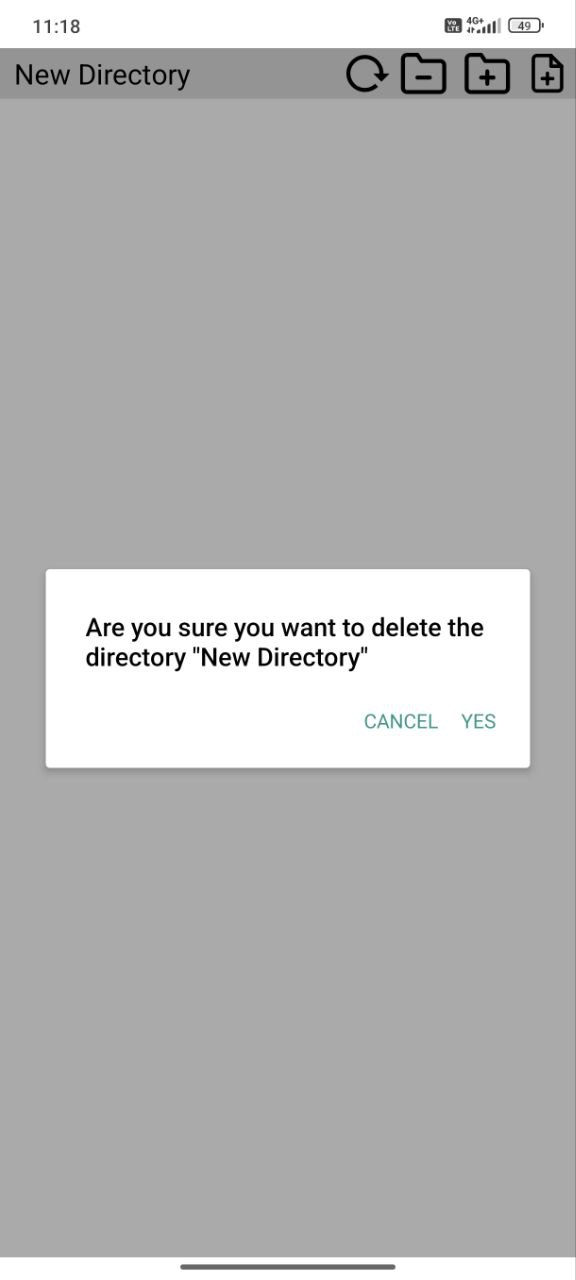 11:18
Vo LTE 4G+ 49
New Directory
Are you sure you want to delete the
directory "New Directory"
CANCEL YES